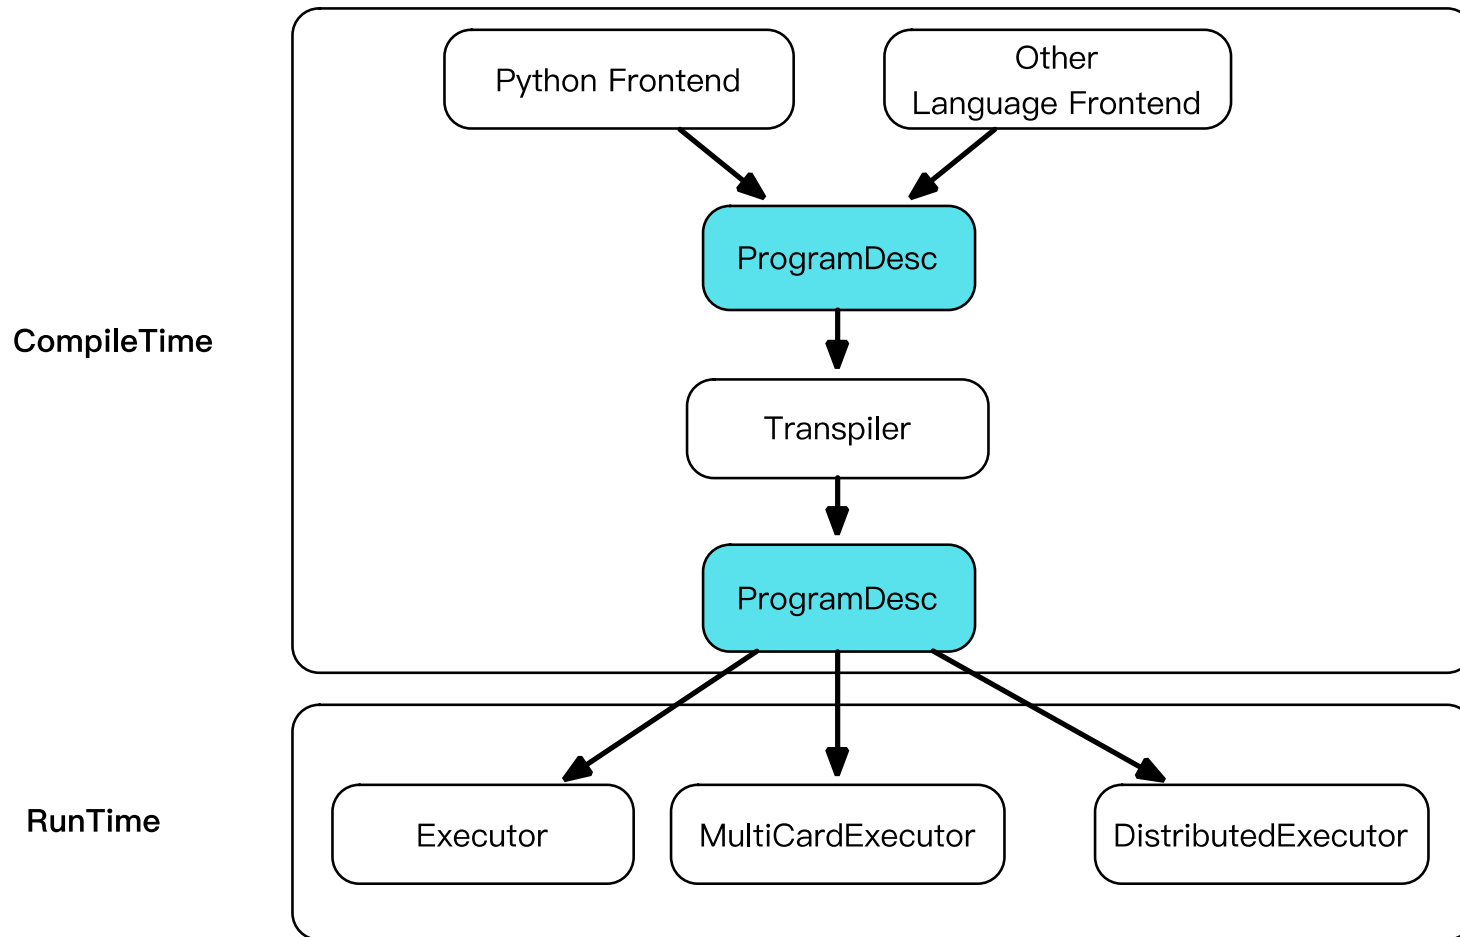 Python Frontend
Other
Language Frontend
ProgramDesc
CompileTime
Transpiler
ProgramDesc
RunTime
Executor
MultiCardExecutor
DistributedExecutor